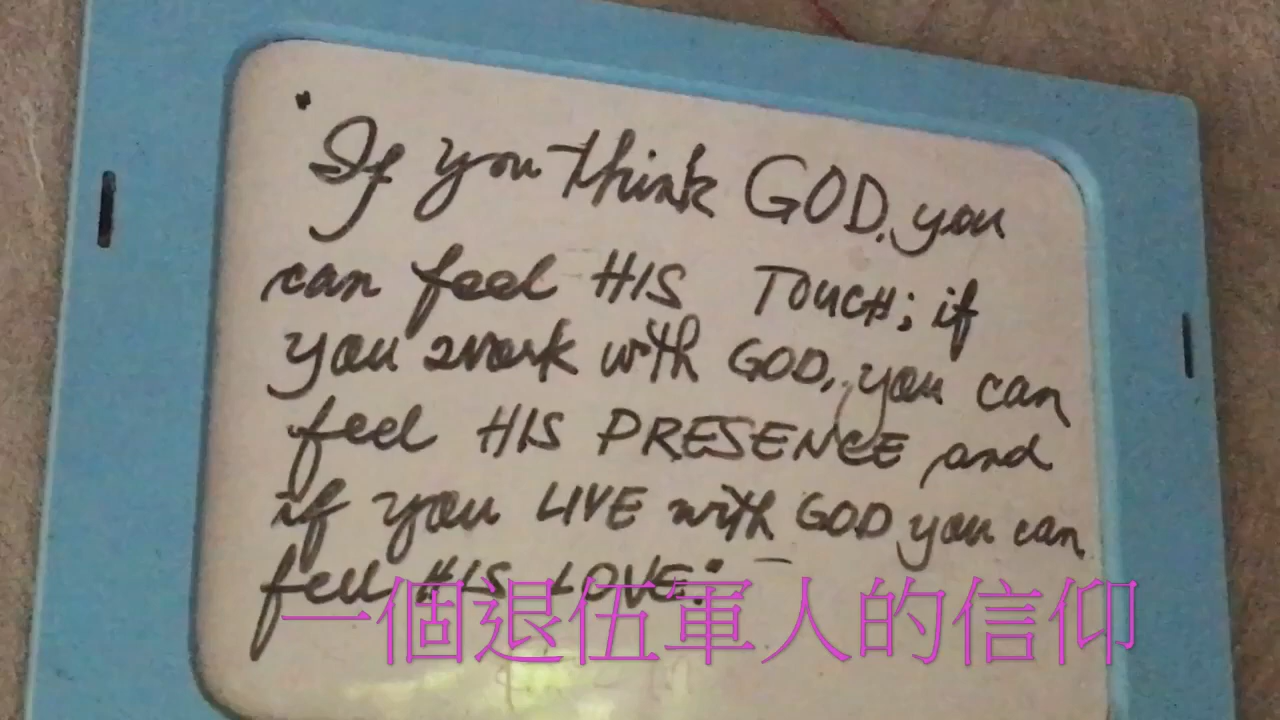 "If you think GOD, you
can feel HIS TOUCH; if
you work with GOD, you can
feel HIS PRESENCE and
if you LIVE with GOD you can
feel HIS LOVE."
一個退伍軍人的信仰